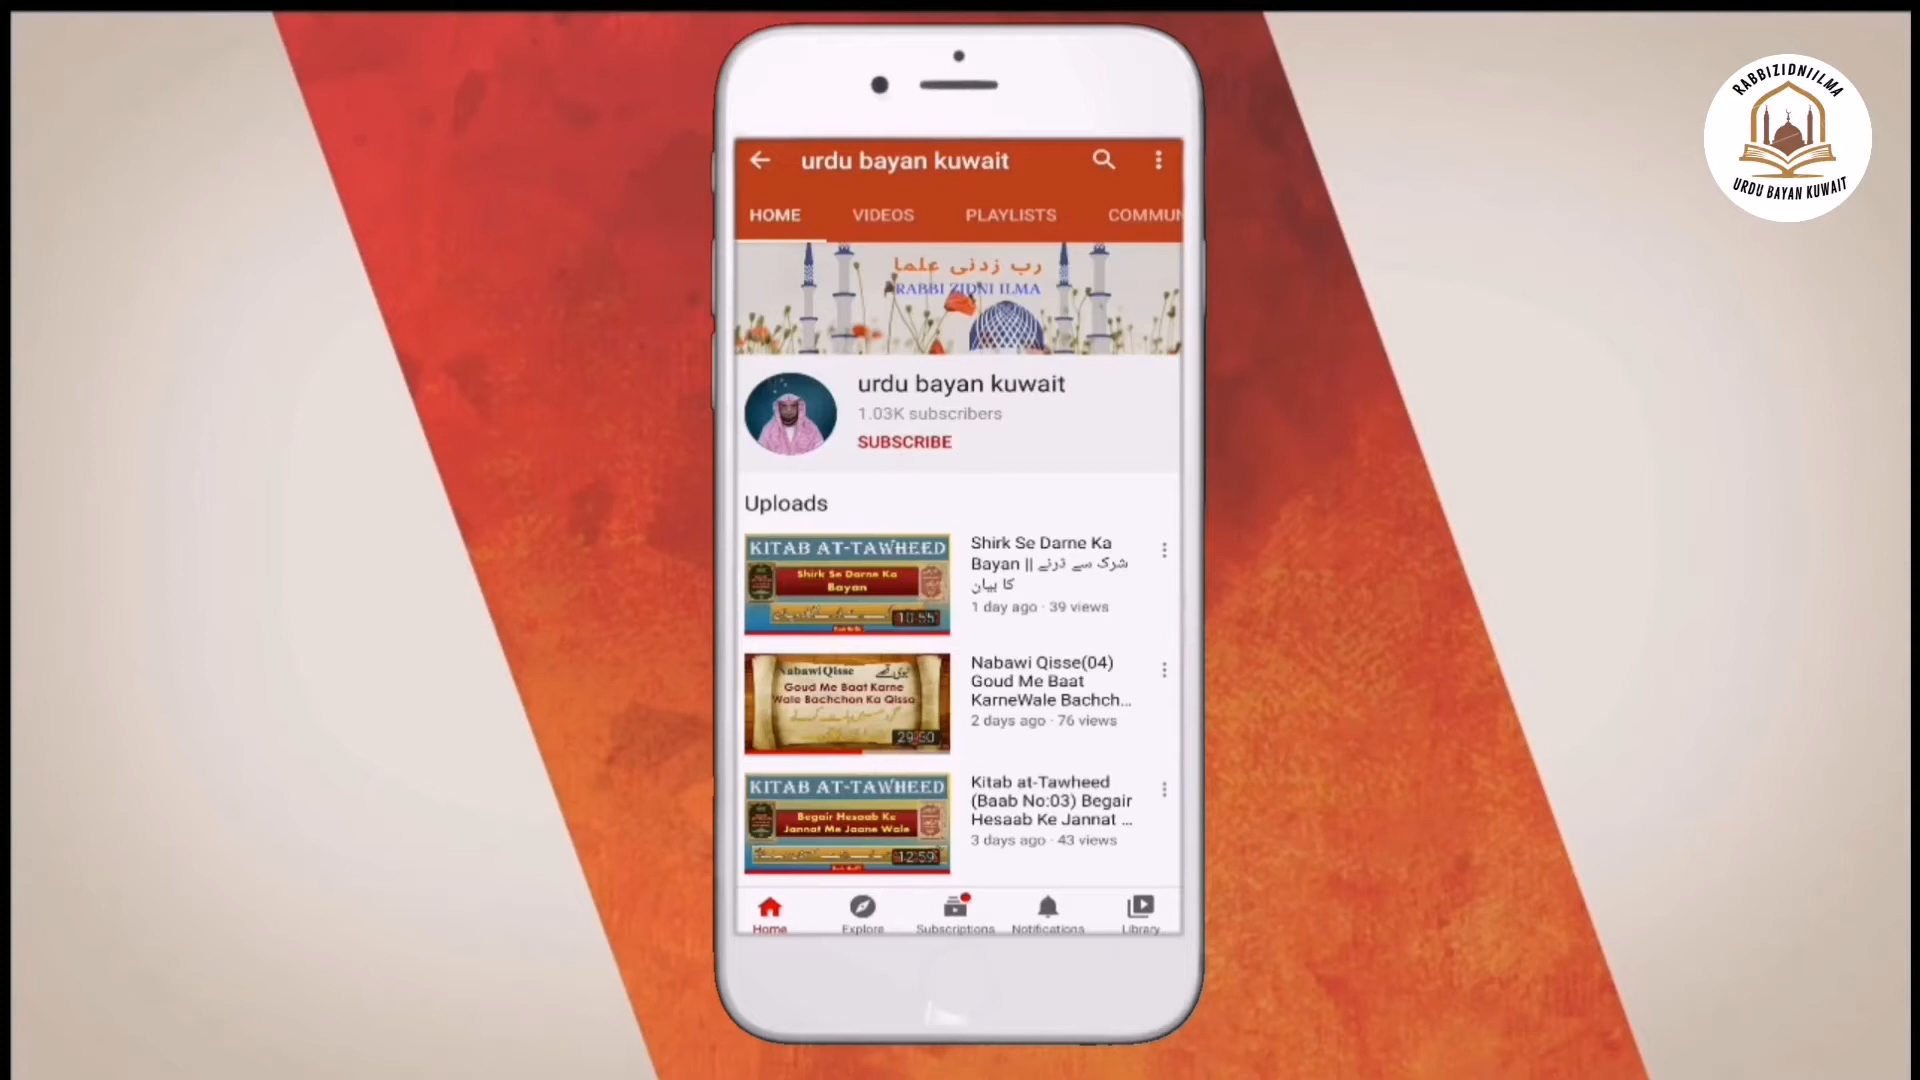 RABBIZIDNIILMA
URDU BAYAN KUWAIT
urdu bayan kuwait
HOME VIDEOS PLAYLISTS COMMUN
رب زدنی علما
RABBI ZIDNI ILMA
urdu bayan kuwait
1.03K subscribers
SUBSCRIBE
Uploads
KITAB AT-TAWHEED
Shirk Se Darne Ka
Bayan
10:55
Shirk Se Darne Ka
Bayan || شرک سے ڈرنے
کا بیان
1 day ago · 39 views
Nabawi Qisse
Goud Me Baat Karne
Wale Bachchon Ka Qissa
29:50
Nabawi Qisse(04)
Goud Me Baat
KarneWale Bachch...
2 days ago · 76 views
KITAB AT-TAWHEED
Begair Hesaab Ke
Jannat Me Jaane Wale
12:59
Kitab at-Tawheed
(Baab No:03) Begair
Hesaab Ke Jannat ...
3 days ago · 43 views
Home Explore Subscriptions Notifications Library